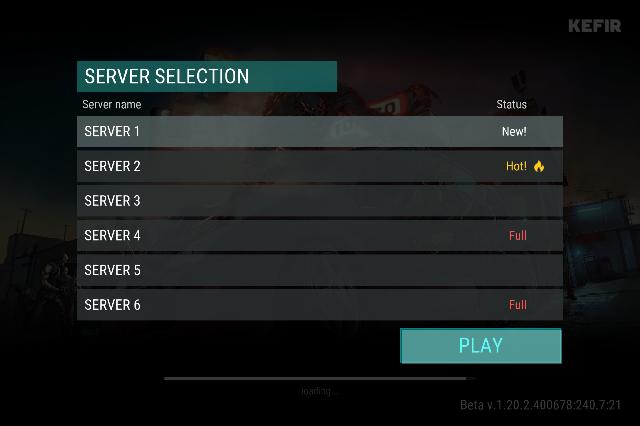 KEFIR
SERVER SELECTION
Server name Status
SERVER 1 New!
SERVER 2 Hot!
SERVER 3
SERVER 4 Full
SERVER 5
SERVER 6 Full
PLAY
loading...
Beta v.1.20.2.400678:240.7:21